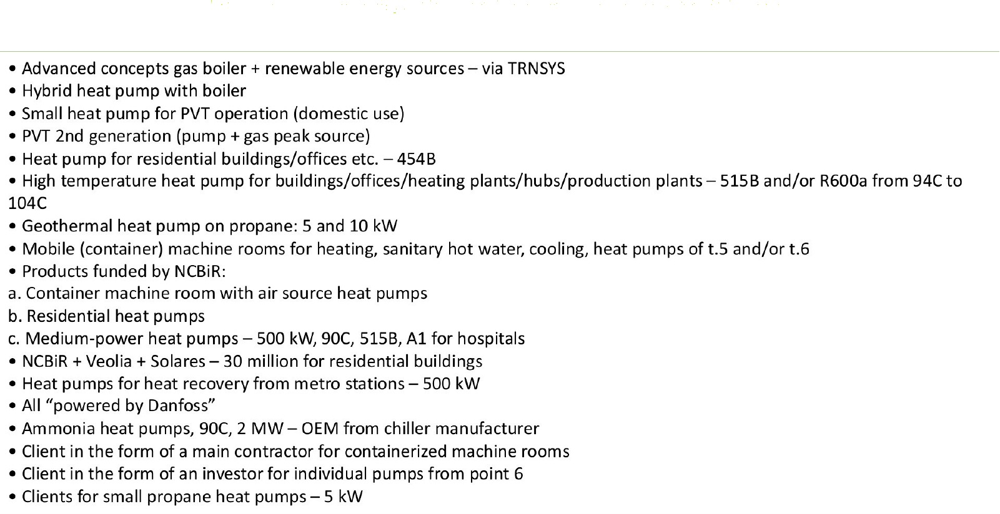 • Advanced concepts gas boiler + renewable energy sources – via TRNSYS
• Hybrid heat pump with boiler
• Small heat pump for PVT operation (domestic use)
• PVT 2nd generation (pump + gas peak source)
• Heat pump for residential buildings/offices etc. – 454B
• High temperature heat pump for buildings/offices/heating plants/hubs/production plants – 515B and/or R600a from 94C to
104C
• Geothermal heat pump on propane: 5 and 10 kW
• Mobile (container) machine rooms for heating, sanitary hot water, cooling, heat pumps of t.5 and/or t.6
• Products funded by NCBiR:
a. Container machine room with air source heat pumps
b. Residential heat pumps
c. Medium-power heat pumps – 500 kW, 90C, 515B, A1 for hospitals
• NCBiR + Veolia + Solares – 30 million for residential buildings
• Heat pumps for heat recovery from metro stations – 500 kW
• All “powered by Danfoss”
• Ammonia heat pumps, 90C, 2 MW – OEM from chiller manufacturer
• Client in the form of a main contractor for containerized machine rooms
• Client in the form of an investor for individual pumps from point 6
• Clients for small propane heat pumps – 5 kW